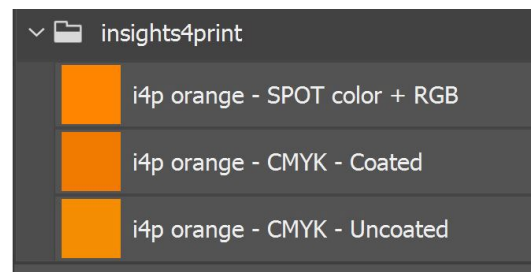 insights4print
i4p orange - SPOT color + RGB
i4p orange - CMYK - Coated
i4p orange - CMYK - Uncoated